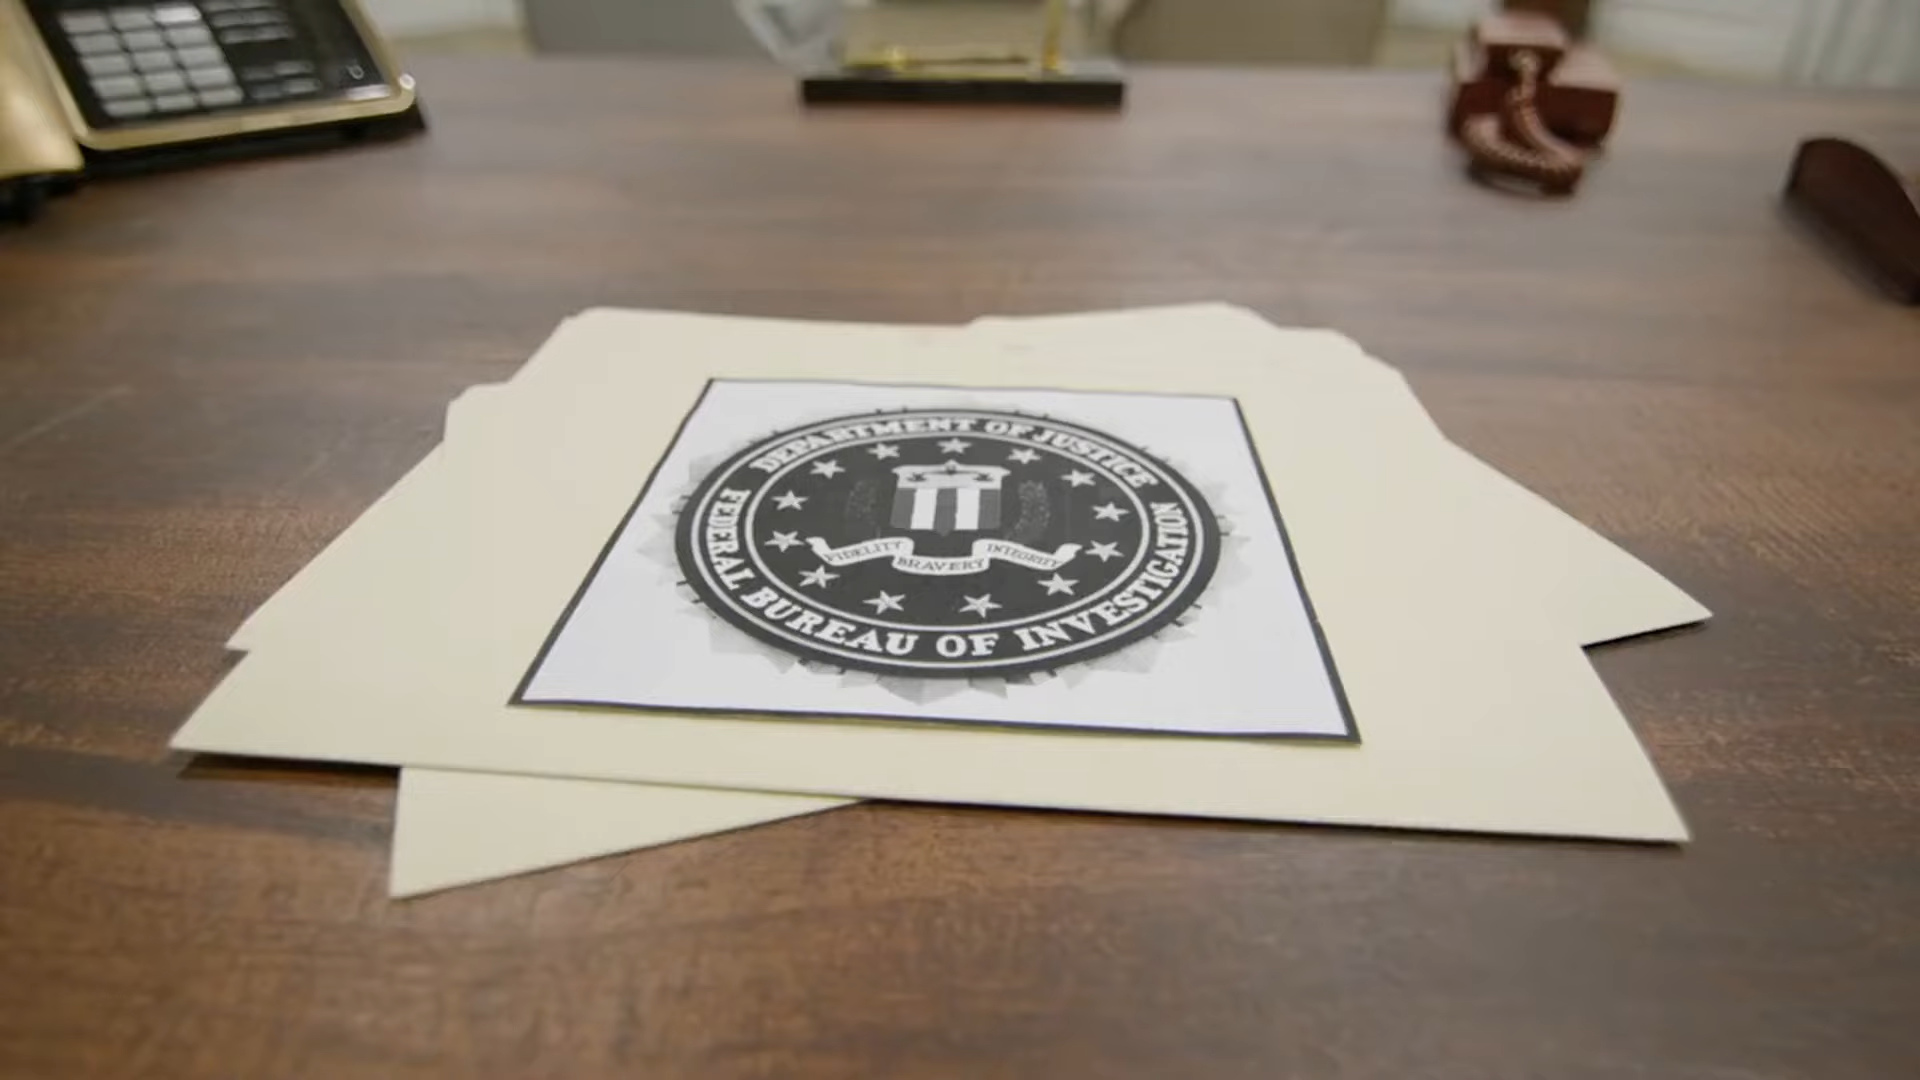 DEPARTMENT OF JUSTICE
FIDELITY
BRAVERY
INTEGRITY
FEDERAL BUREAU OF INVESTIGATION